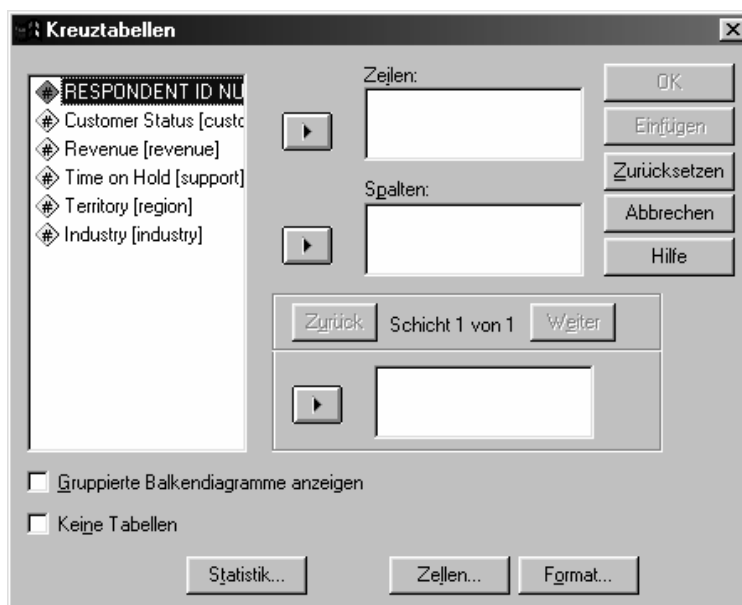 Kreuztabellen
RESPONDENT ID NU
Customer Status [custo
Revenue [revenue]
Time on Hold [support]
Territory [region]
Industry [industry]
Zeilen:
Spalten:
OK
Einfügen
Zurücksetzen
Abbrechen
Hilfe
Zurück
Schicht 1 von 1
Weiter
Gruppierte Balkendiagramme anzeigen
Keine Tabellen
Statistik...
Zellen...
Format...